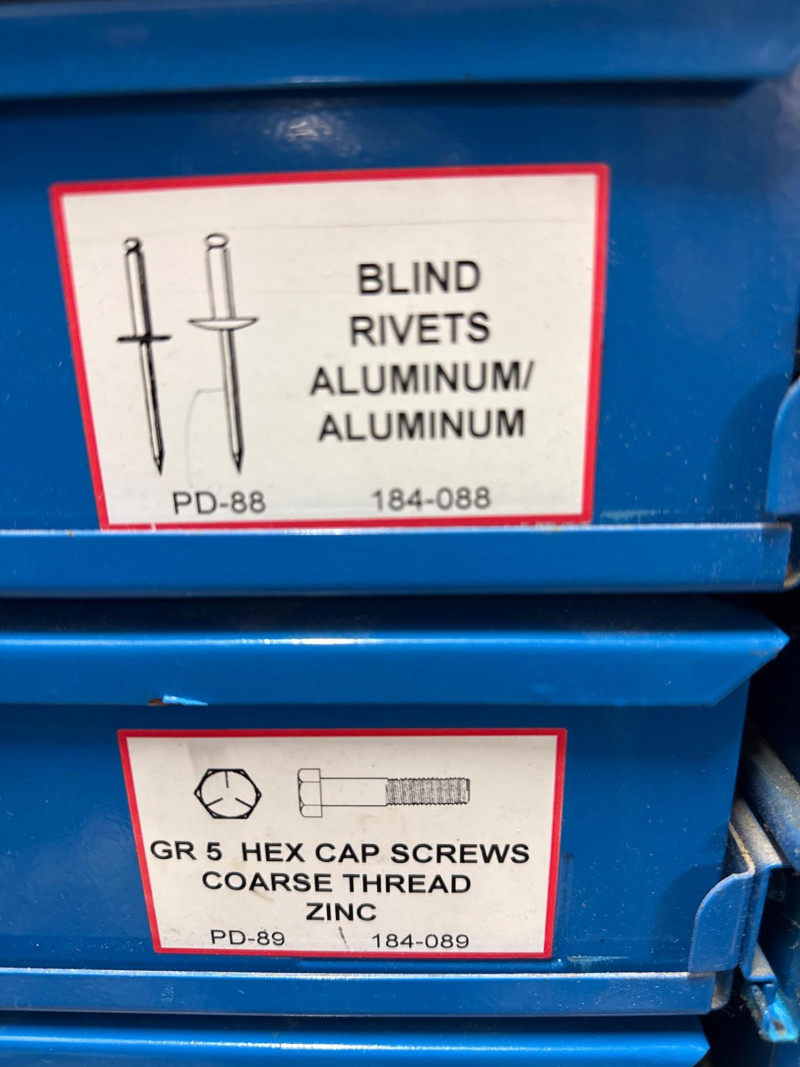 BLIND
RIVETS
ALUMINUM/
ALUMINUM
PD-88 184-088
GR 5 HEX CAP SCREWS
COARSE THREAD
ZINC
PD-89 184-089